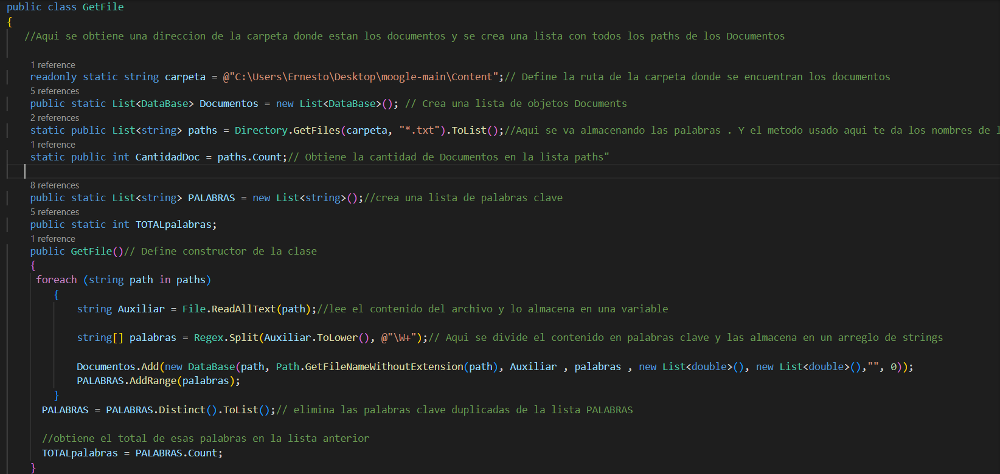 public class GetFile
{
//Aqui se obtiene una direccion de la carpeta donde estan los documentos y se crea una lista con todos los paths de los Documentos
1 reference
readonly static string carpeta = @"C:\Users\Ernesto\Desktop\moogle-main\Content";// Define la ruta de la carpeta donde se encuentran los documentos
5 references
public static List<DataBase> Documentos = new List<DataBase>(); // Crea una lista de objetos Documents
2 references
static public List<string> paths = Directory.GetFiles(carpeta, "*.txt").ToList();//Aqui se va almacenando las palabras . Y el metodo usado aqui te da los nombres de l
1 reference
static public int CantidadDoc = paths.Count;// Obtiene la cantidad de Documentos en la lista paths"
8 references
public static List<string> PALABRAS = new List<string>();//crea una lista de palabras clave
5 references
public static int TOTALpalabras;
1 reference
public GetFile()// Define constructor de la clase
{
foreach (string path in paths)
{
string Auxiliar = File.ReadAllText(path);//lee el contenido del archivo y lo almacena en una variable
string[] palabras = Regex.Split(Auxiliar.ToLower(), @"\W+");// Aqui se divide el contenido en palabras clave y las almacena en un arreglo de strings
Documentos.Add(new DataBase(path, Path.GetFileNameWithoutExtension(path), Auxiliar , palabras , new List<double>(), new List<double>(),"", 0));
PALABRAS.AddRange(palabras);
}
PALABRAS = PALABRAS.Distinct().ToList();// elimina las palabras clave duplicadas de la lista PALABRAS
//obtiene el total de esas palabras en la lista anterior
TOTALpalabras = PALABRAS.Count;
}